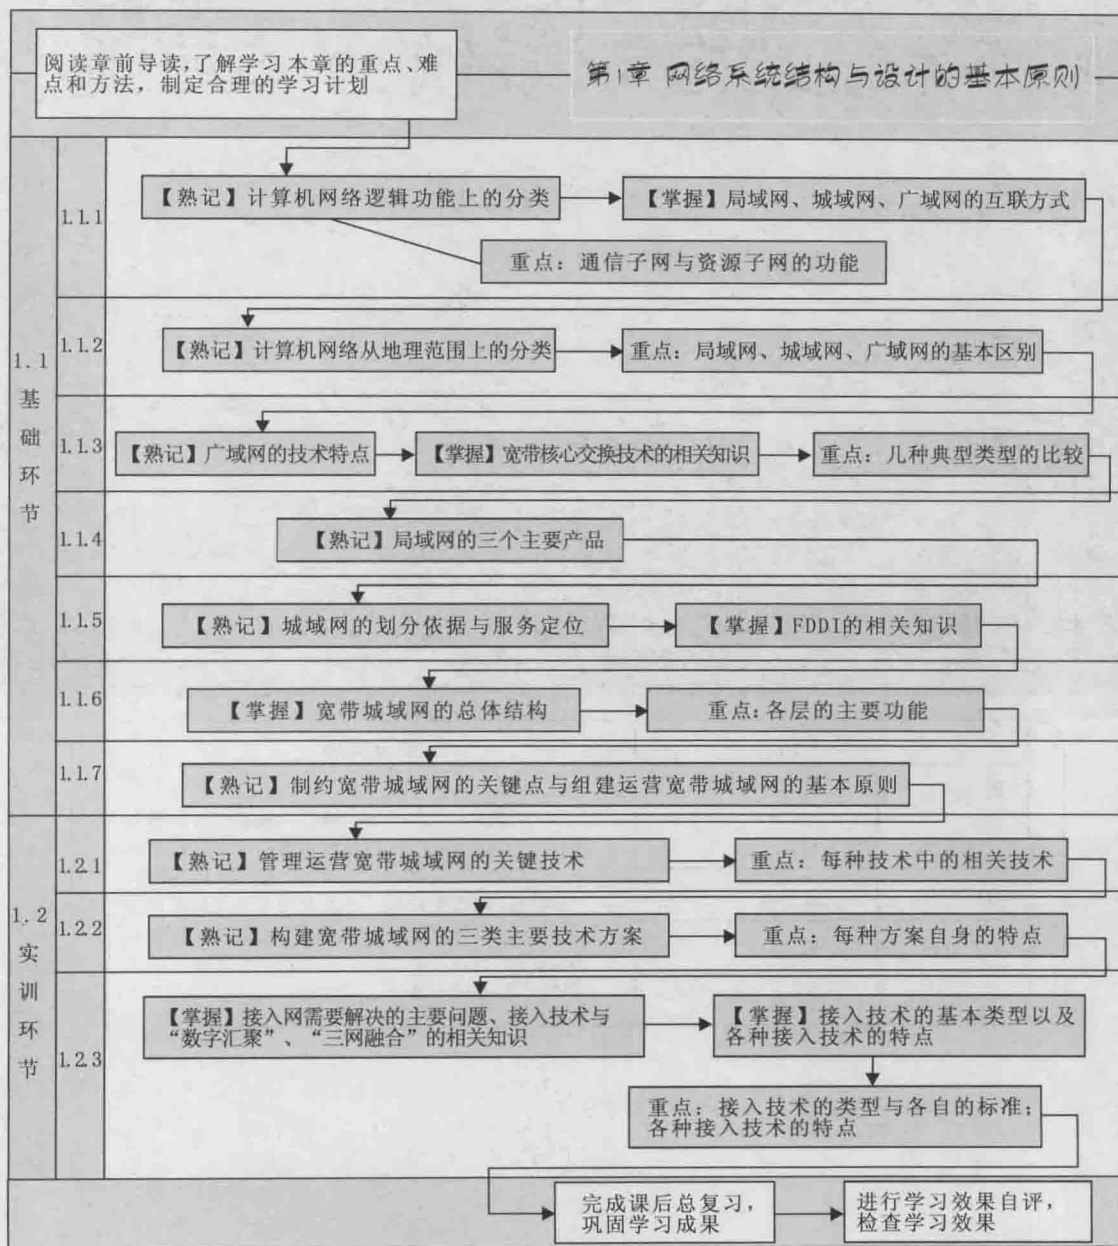 阅读章前导读,了解学习本章的重点、难
点和方法,制定合理的学习计划
第1章 网络系统结构与设计的基本原则
1.1
基
础
环
节
1.1.1
【熟记】计算机网络逻辑功能上的分类
【掌握】局域网、城域网、广域网的互联方式
重点:通信子网与资源子网的功能
1.1.2
【熟记】计算机网络从地理范围上的分类
重点:局域网、城域网、广域网的基本区别
1.1.3
【熟记】广域网的技术特点
【掌握】宽带核心交换技术的相关知识
重点:几种典型类型的比较
1.1.4
【熟记】局域网的三个主要产品
1.1.5
【熟记】城域网的划分依据与服务定位
【掌握】FDDI的相关知识
1.1.6
【掌握】宽带城域网的总体结构
重点:各层的主要功能
1.1.7
【熟记】制约宽带城域网的关键点与组建运营宽带城域网的基本原则
1.2
实
训
环
节
1.2.1
【熟记】管理运营宽带城域网的关键技术
重点:每种技术中的相关技术
1.2.2
【熟记】构建宽带城域网的三类主要技术方案
重点:每种方案自身的特点
1.2.3
【掌握】接入网需要解决的主要问题、接入技术与
“数字汇聚”、“三网融合”的相关知识
【掌握】接入技术的基本类型以及
各种接入技术的特点
重点:接入技术的类型与各自的标准;
各种接入技术的特点
完成课后总复习,
巩固学习成果
进行学习效果自评,
检查学习效果